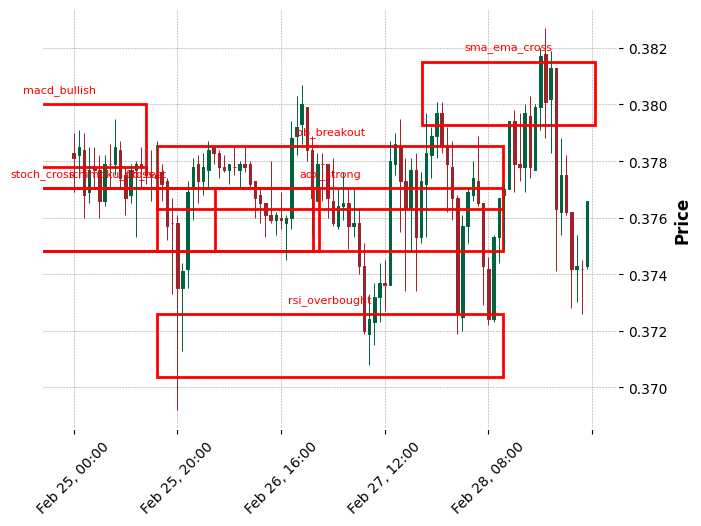 sma_ema_cross
0.382
macd_bullish
0.380
bb_breakout
0.378
stoch_cross
adx_strong
0.376
Price
0.374
rsi_overbought
0.372
0.370
Feb 25, 00:00
Feb 25, 20:00
Feb 26, 16:00
Feb 27, 12:00
Feb 28, 08:00